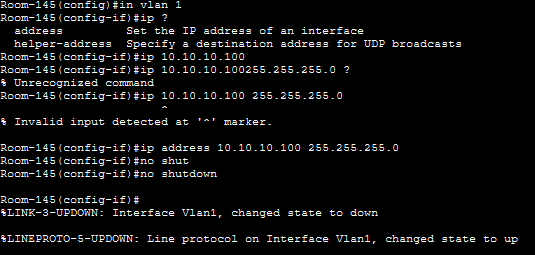 Room-145(config)#in vlan 1
Room-145(config-if)#ip ?
address Set the IP address of an interface
helper-address Specify a destination address for UDP broadcasts
Room-145(config-if)#ip 10.10.10.100
Room-145(config-if)#ip 10.10.10.100255.255.255.0 ?
% Unrecognized command
Room-145(config-if)#ip 10.10.10.100 255.255.255.0
^
% Invalid input detected at '^' marker.
Room-145(config-if)#ip address 10.10.10.100 255.255.255.0
Room-145(config-if)#no shut
Room-145(config-if)#no shutdown
Room-145(config-if)#
%LINK-3-UPDOWN: Interface Vlan1, changed state to down
%LINEPROTO-5-UPDOWN: Line protocol on Interface Vlan1, changed state to up